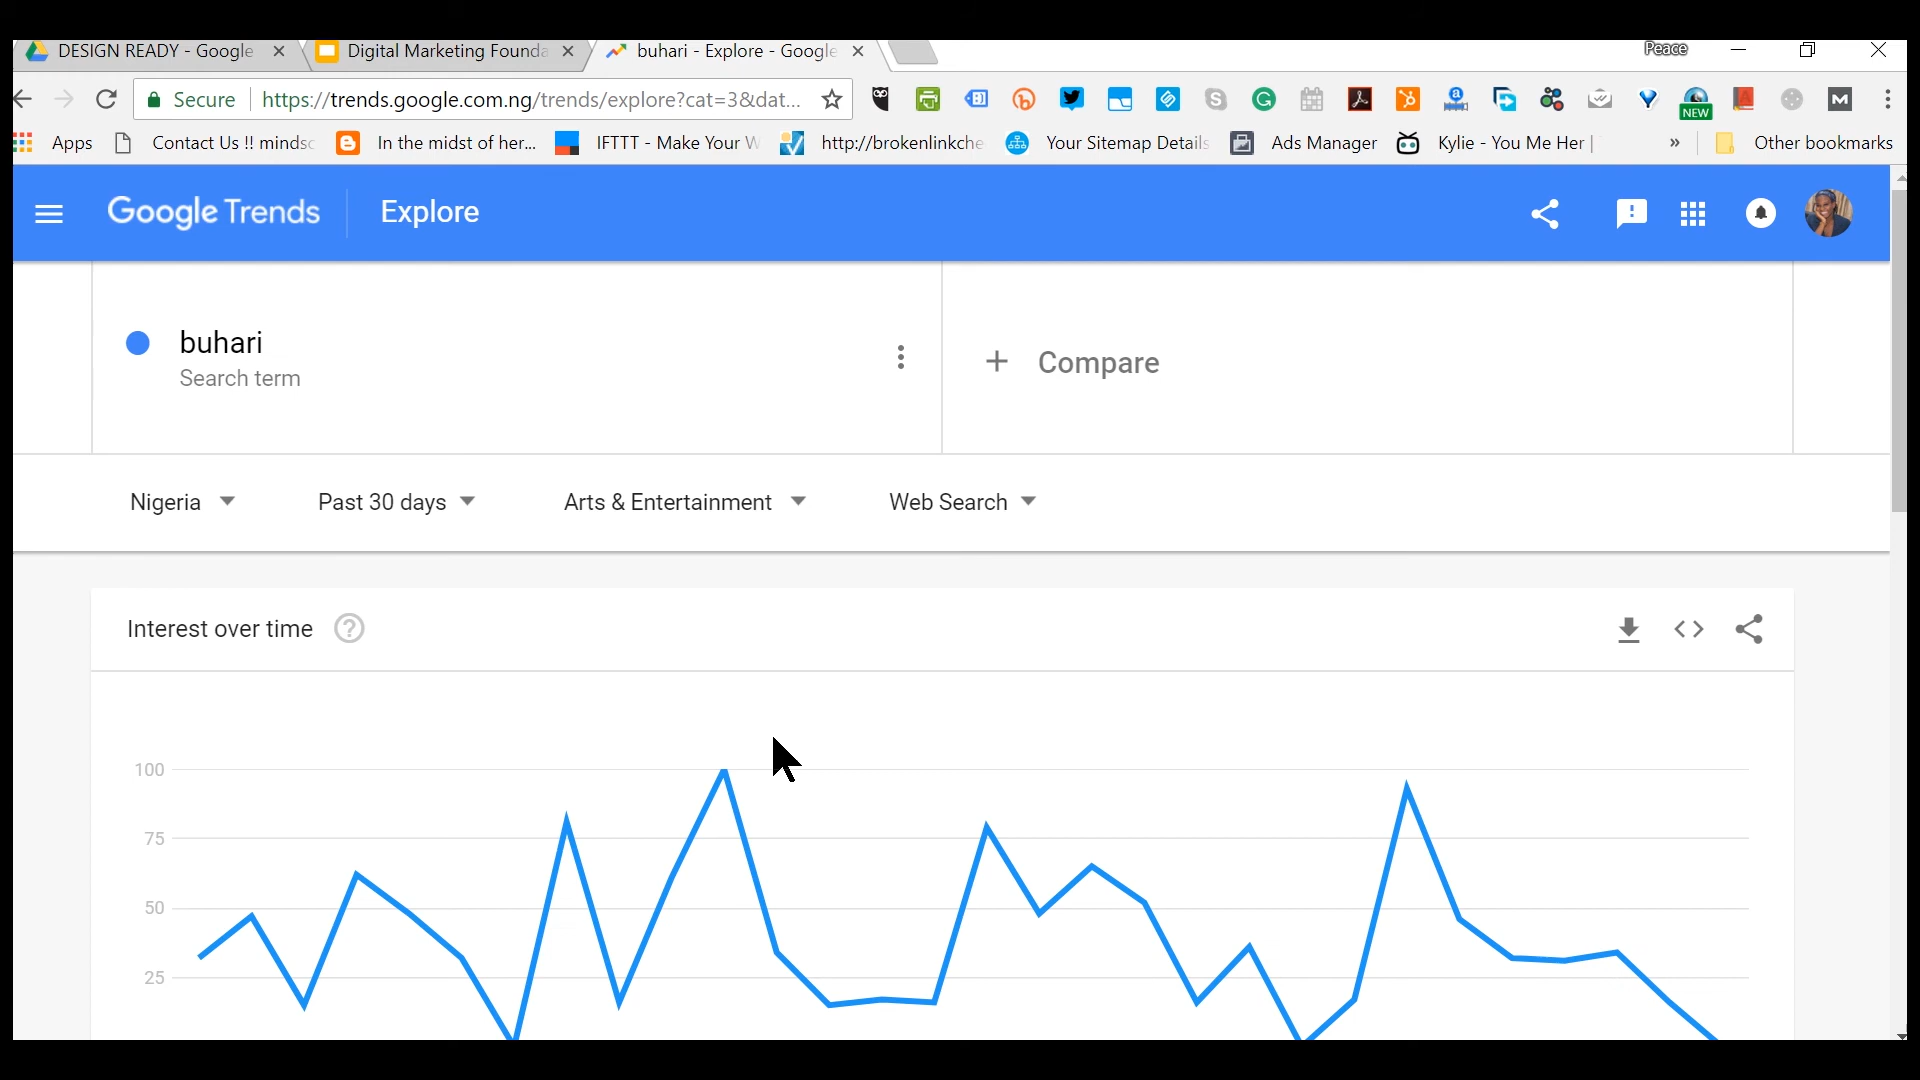 DESIGN READY - Google
Digital Marketing Founda
buhari - Explore - Google
Peace
Secure
https://trends.google.com.ng/trends/explore?cat=3&dat...
NEW
Apps
Contact Us !! mindsc
In the midst of her...
IFTTT - Make Your W
http://brokenlinkche
Your Sitemap Details
Ads Manager
Kylie - You Me Her |
»
Other bookmarks
Google Trends
Explore
buhari
Search term
+ Compare
Nigeria
Past 30 days
Arts & Entertainment
Web Search
Interest over time
?
100
75
50
25